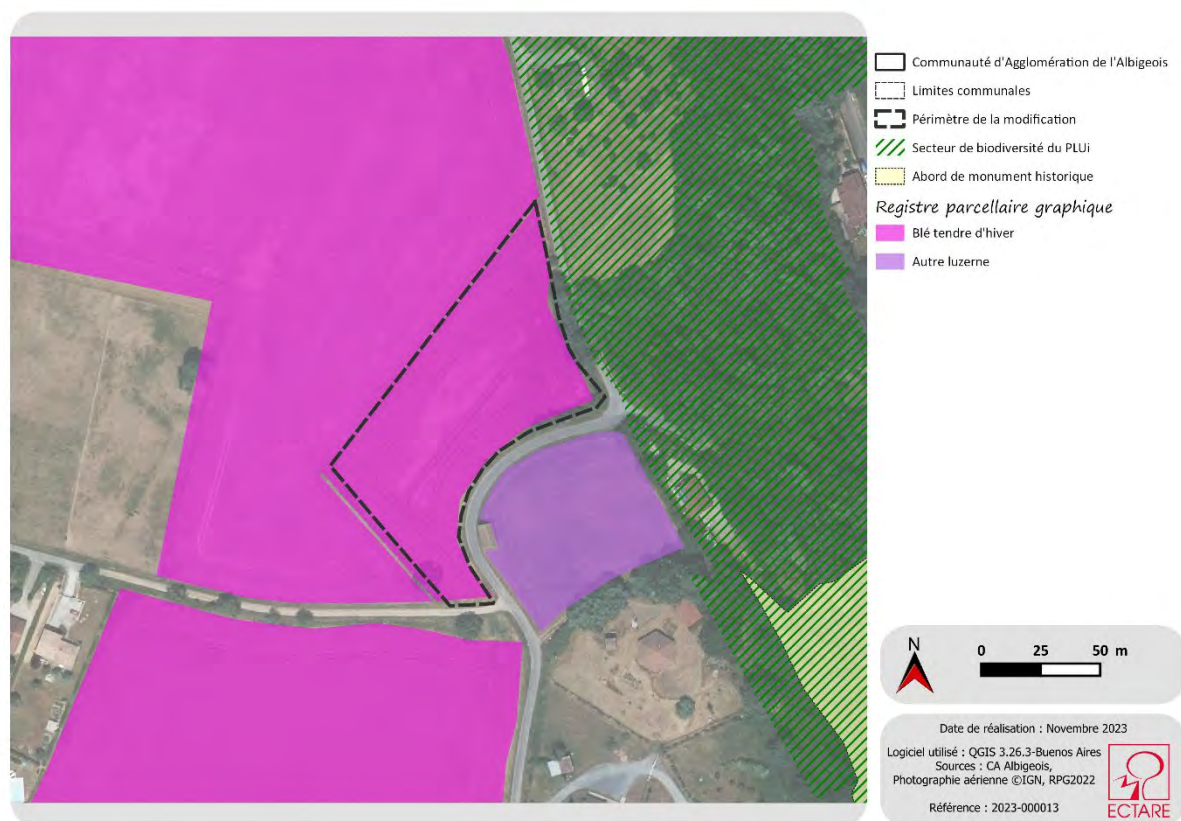 Communauté d'Agglomération de l'Albigeois
Limites communales
Périmètre de la modification
Secteur de biodiversité du PLUi
Abord de monument historique
Registre parcellaire graphique
Blé tendre d'hiver
Autre luzerne
N
0 25 50 m
Date de réalisation : Novembre 2023
Logiciel utilisé : QGIS 3.26.3-Buenos Aires
Sources : CA Albigeois,
Photographie aérienne ©IGN, RPG2022
Référence : 2023-000013
ECTARE